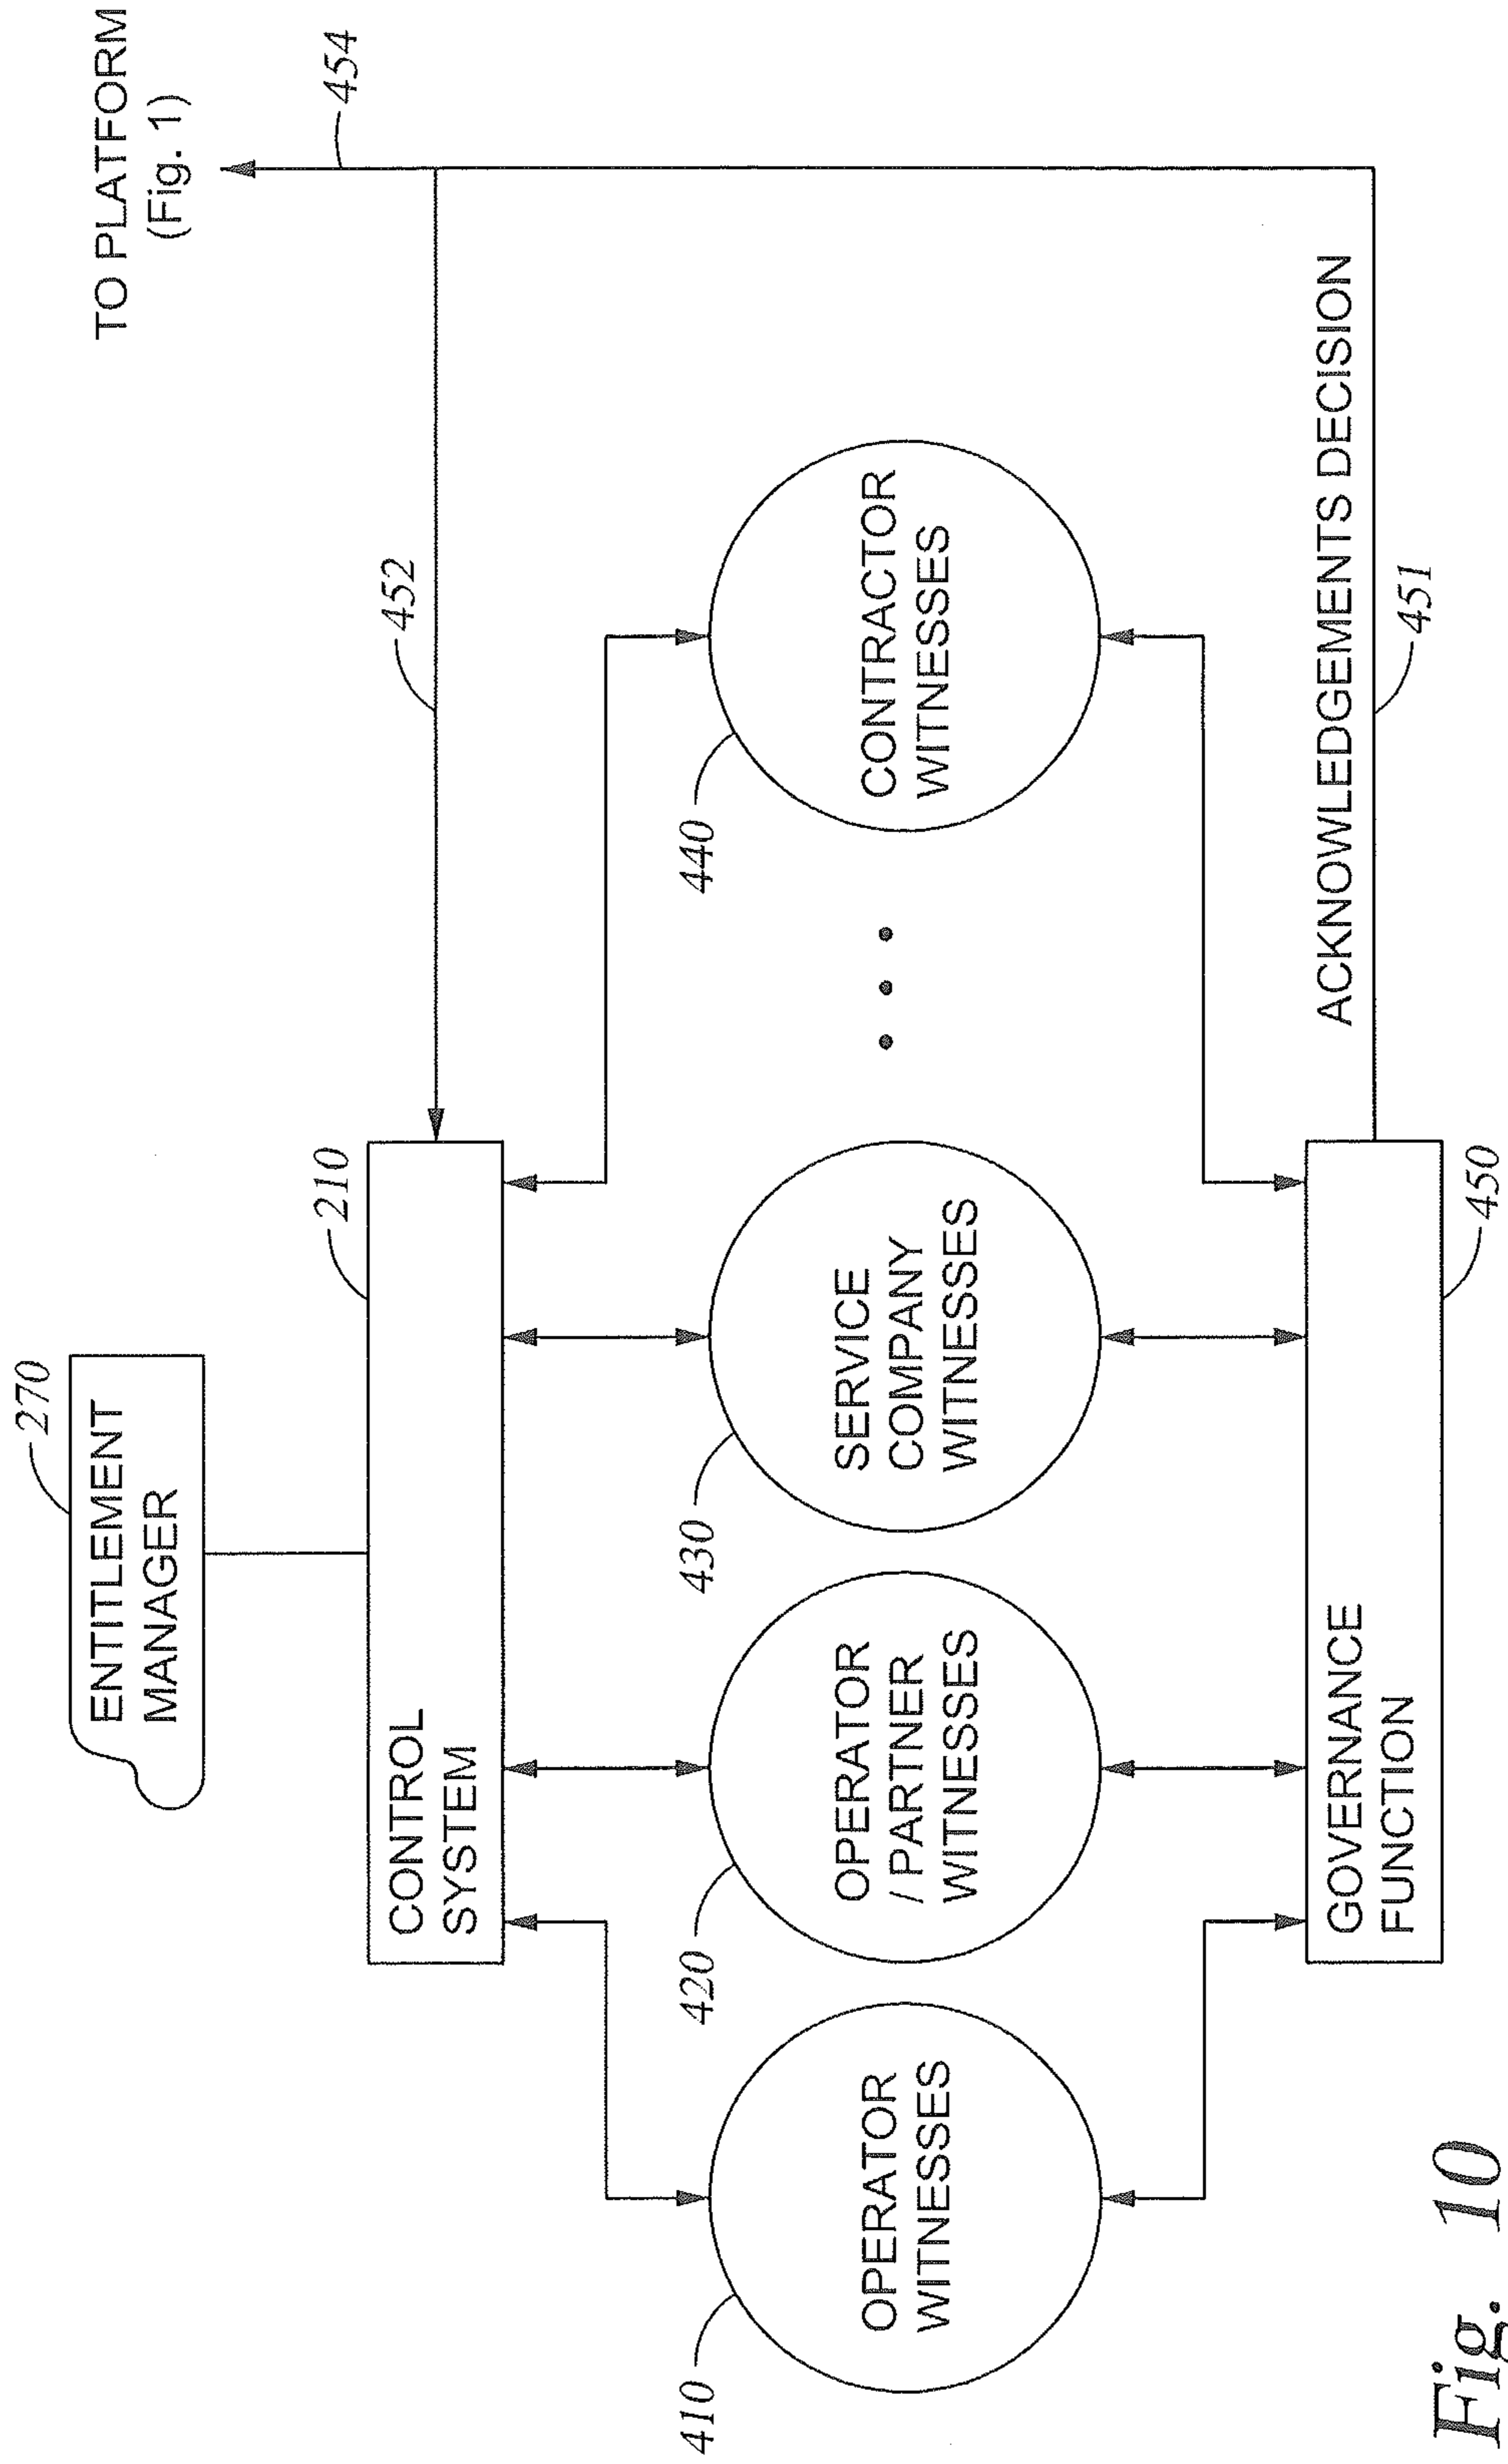 270
ENTITLEMENT
MANAGER
TO PLATFORM
(Fig. 1)
454
210
452
CONTROL
SYSTEM
410
OPERATOR
WITNESSES
420
OPERATOR
/ PARTNER
WITNESSES
430
SERVICE
COMPANY
WITNESSES
440
CONTRACTOR
WITNESSES
GOVERNANCE
FUNCTION
450
ACKNOWLEDGEMENTS DECISION
451
Fig. 10